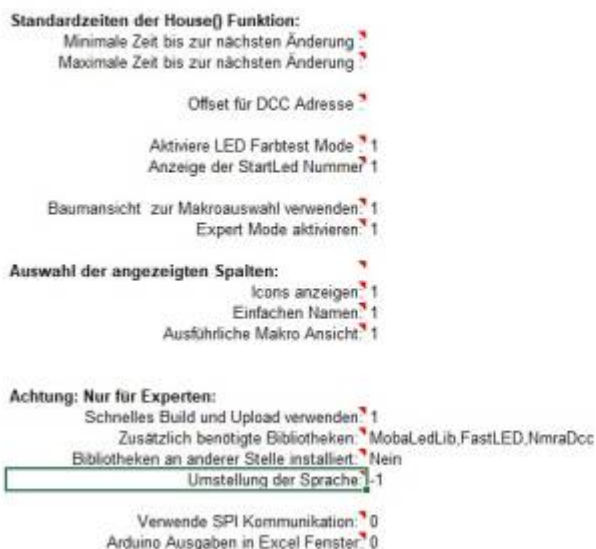 Standardzeiten der House() Funktion:
Minimale Zeit bis zur nächsten Änderung :
Maximale Zeit bis zur nächsten Änderung :
Offset für DCC Adresse :
Aktiviere LED Farbtest Mode : 1
Anzeige der StartLed Nummer 1
Baumansicht zur Makroauswahl verwenden: 1
Expert Mode aktivieren: 1
Auswahl der angezeigten Spalten:
Icons anzeigen: 1
Einfachen Namen: 1
Ausführliche Makro Ansicht: 1
Achtung: Nur für Experten:
Schnelles Build und Upload verwenden: 1
Zusätzlich benötigte Bibliotheken: MobaLedLib,FastLED,NmraDcc
Bibliotheken an anderer Stelle installiert: Nein
Umstellung der Sprache: -1
Verwende SPI Kommunikation: 0
Arduino Ausgaben in Excel Fenster: 0